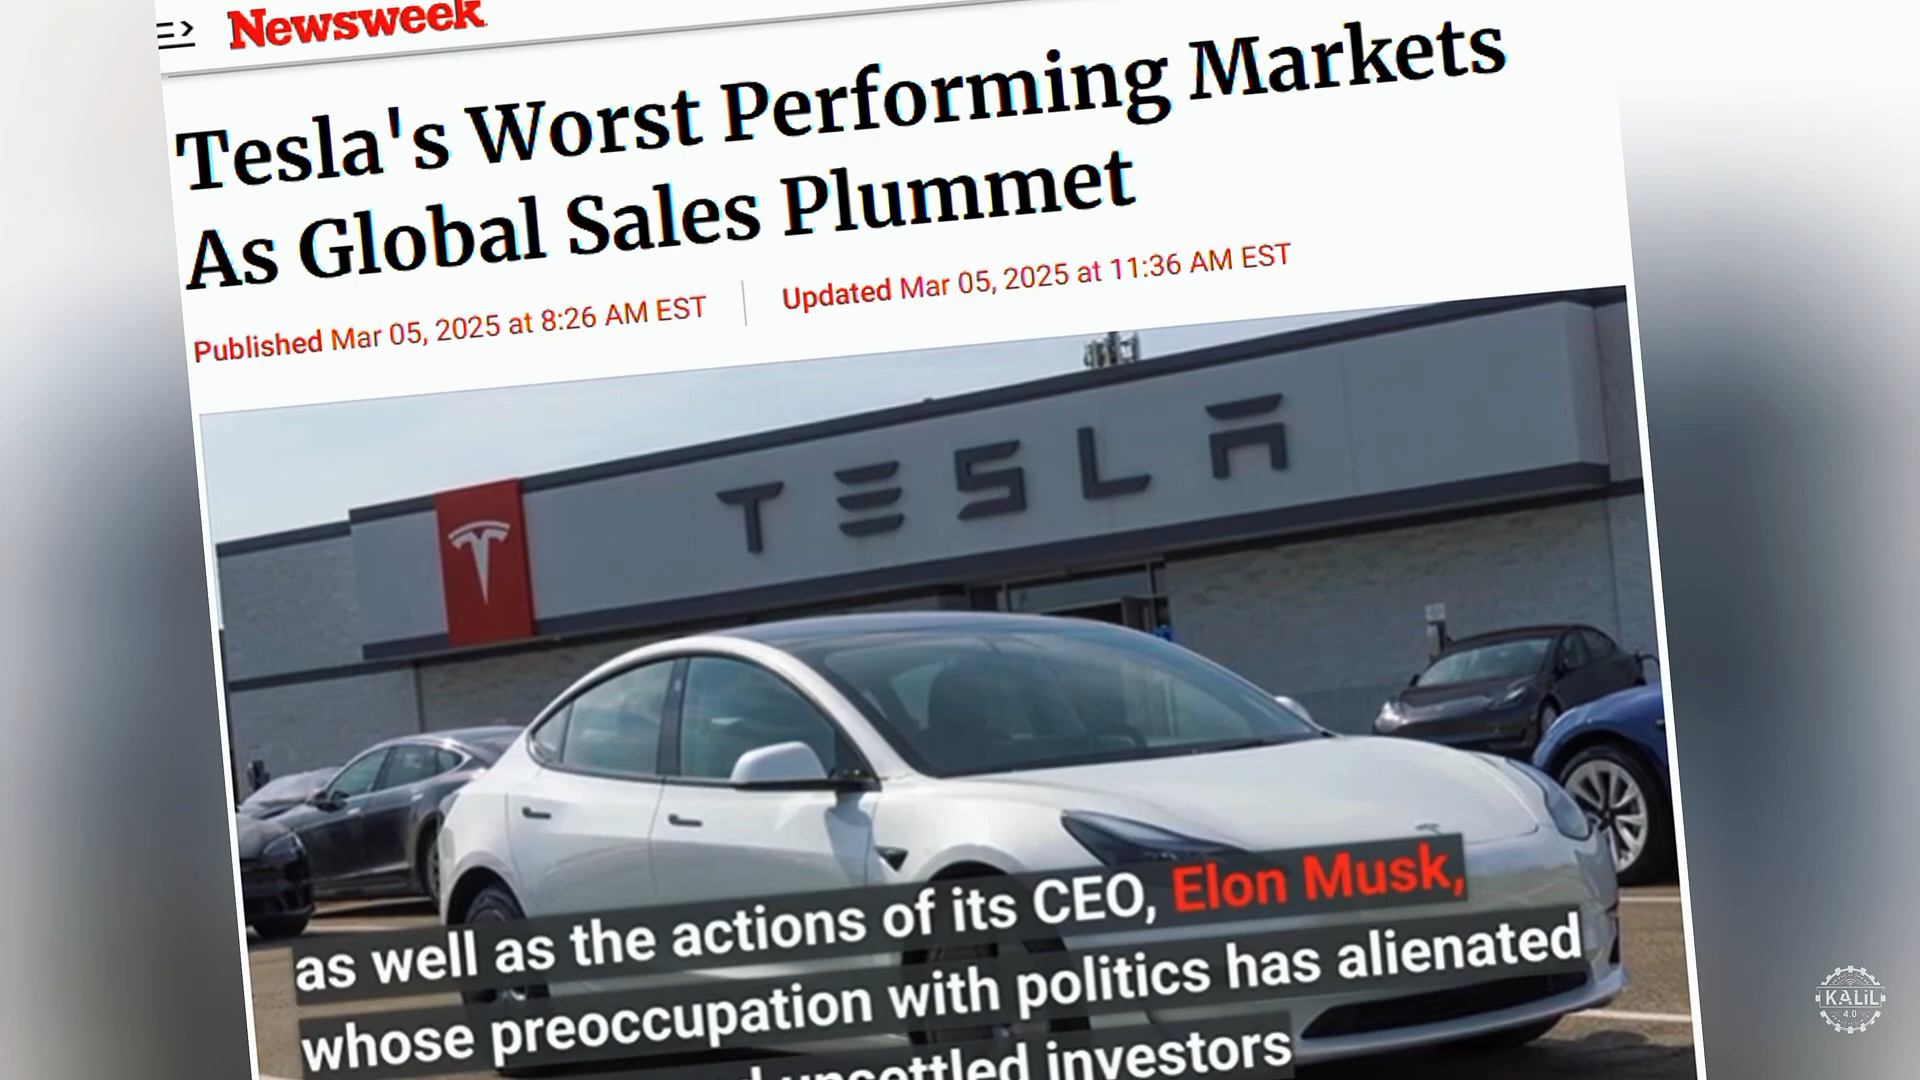 Newsweek
Tesla's Worst Performing Markets
As Global Sales Plummet
Published Mar 05, 2025 at 8:26 AM EST
Updated Mar 05, 2025 at 11:36 AM EST
TESLA
as well as the actions of its CEO, Elon Musk,
whose preoccupation with politics has alienated
unsettled investors
KALiL
4.0